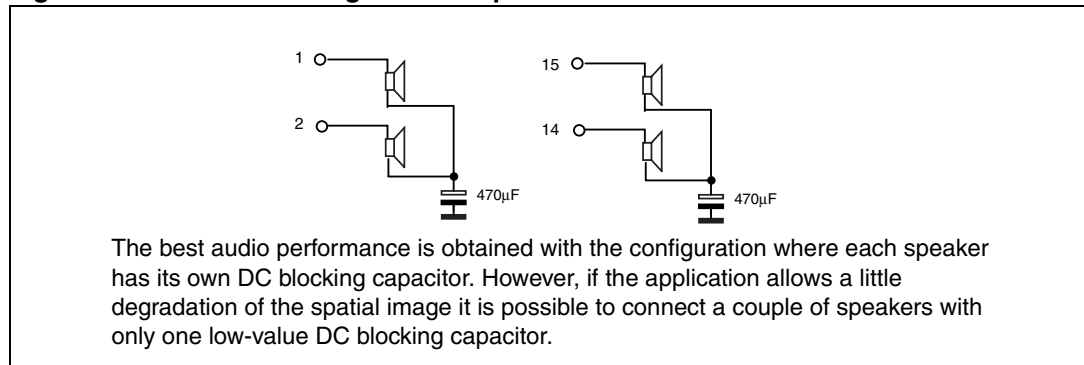 1
15
2
14
470µF
470µF
The best audio performance is obtained with the configuration where each speaker
has its own DC blocking capacitor. However, if the application allows a little
degradation of the spatial image it is possible to connect a couple of speakers with
only one low-value DC blocking capacitor.